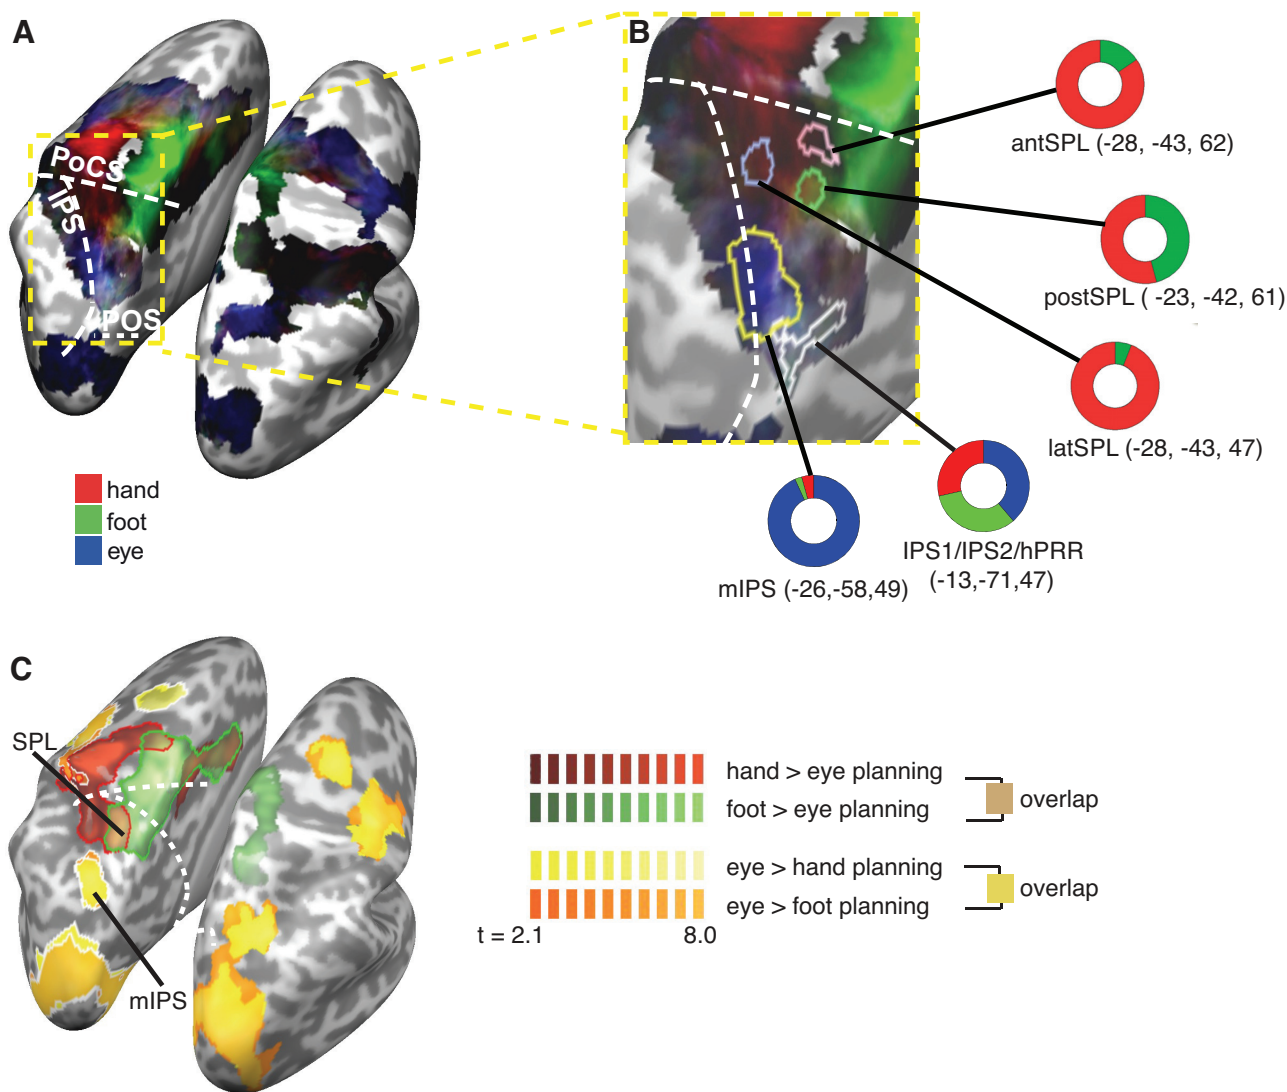 A
B
PoCS
IPS
POS
antSPL (-28, -43, 62)
postSPL ( -23, -42, 61)
latSPL (-28, -43, 47)
hand
foot
eye
IPS1/IPS2/hPRR
(-13,-71,47)
mIPS (-26,-58,49)
C
SPL
mIPS
hand > eye planning
foot > eye planning
overlap
eye > hand planning
eye > foot planning
overlap
t = 2.1
8.0